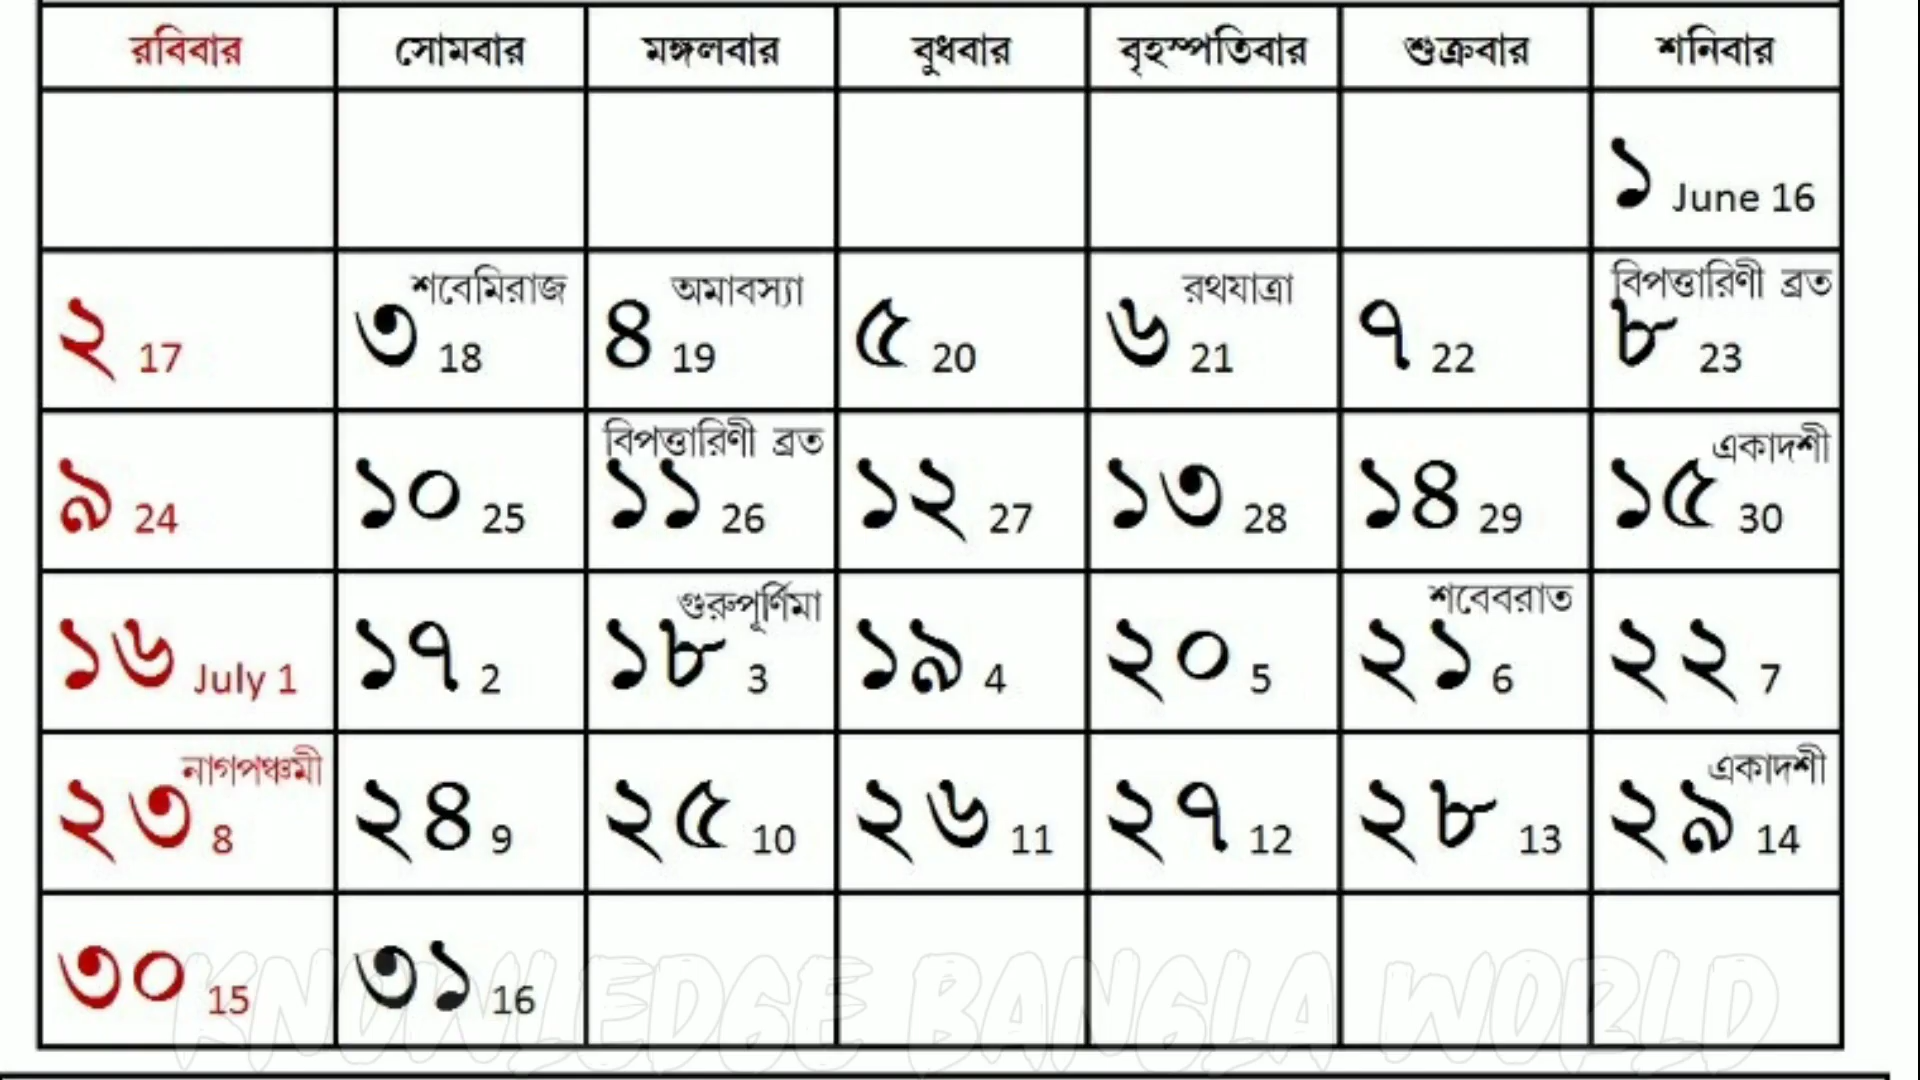 রবিবার সোমবার মঙ্গলবার বুধবার বৃহস্পতিবার শুক্রবার শনিবার
১ June 16
২ 17 শবেমিরাজ ৩ 18 অমাবস্যা ৪ 19 ৫ 20 রথযাত্রা ৬ 21 ৭ 22 বিপত্তারিণী ব্রত ৮ 23
৯ 24 ১০ 25 বিপত্তারিণী ব্রত ১১ 26 ১২ 27 ১৩ 28 ১৪ 29 একাদশী ১৫ 30
১৬ July 1 ১৭ 2 গুরুপূর্ণিমা ১৮ 3 ১৯ 4 ২০ 5 শবেবরাত ২১ 6 ২২ 7
নাগপঞ্চমী ২৩ 8 ২৪ 9 ২৫ 10 ২৬ 11 ২৭ 12 ২৮ 13 একাদশী ২৯ 14
৩০ 15 ৩১ 16
KNOWLEDGE BANGLA WORLD